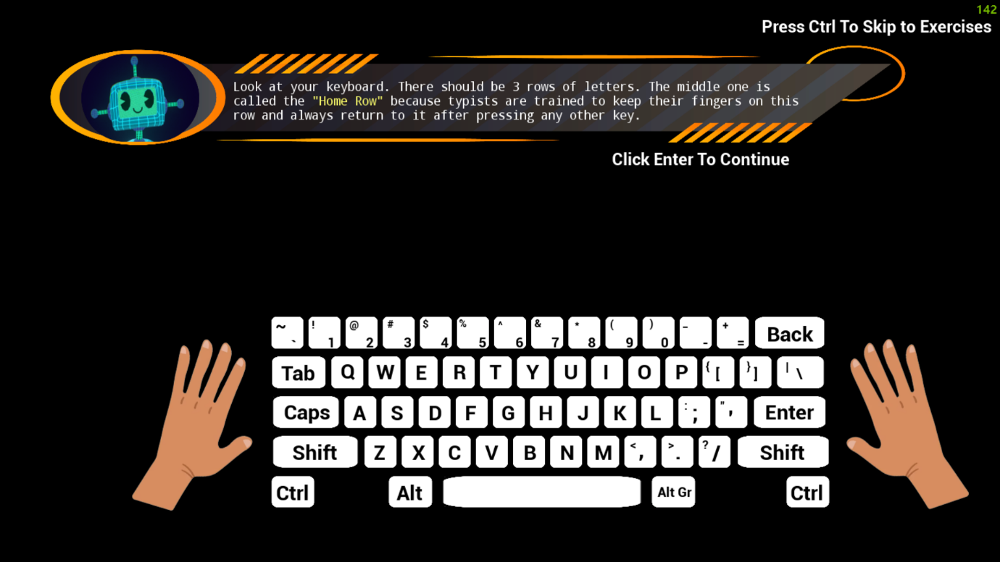 142
Press Ctrl To Skip to Exercises
Look at your keyboard. There should be 3 rows of letters. The middle one is
called the "Home Row" because typists are trained to keep their fingers on this
row and always return to it after pressing any other key.
Click Enter To Continue
~ ` ! 1 @ 2 # 3 $ 4 % 5 ^ 6 & 7 * 8 ( 9 ) 0 _ - + = Back
Tab Q W E R T Y U I O P { [ } ] | \
Caps A S D F G H J K L : ; " ' Enter
Shift Z X C V B N M < , > . ? / Shift
Ctrl Alt Alt Gr Ctrl